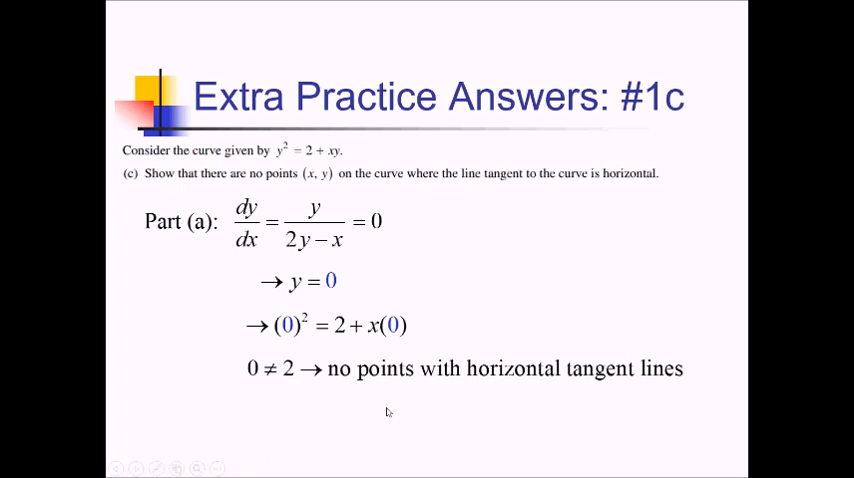 Extra Practice Answers: #1c
Consider the curve given by y² = 2 + xy.
(c) Show that there are no points (x, y) on the curve where the line tangent to the curve is horizontal.
Part (a): dy/dx = y/(2y − x) = 0
→ y = 0
→ (0)² = 2 + x(0)
0 ≠ 2 → no points with horizontal tangent lines